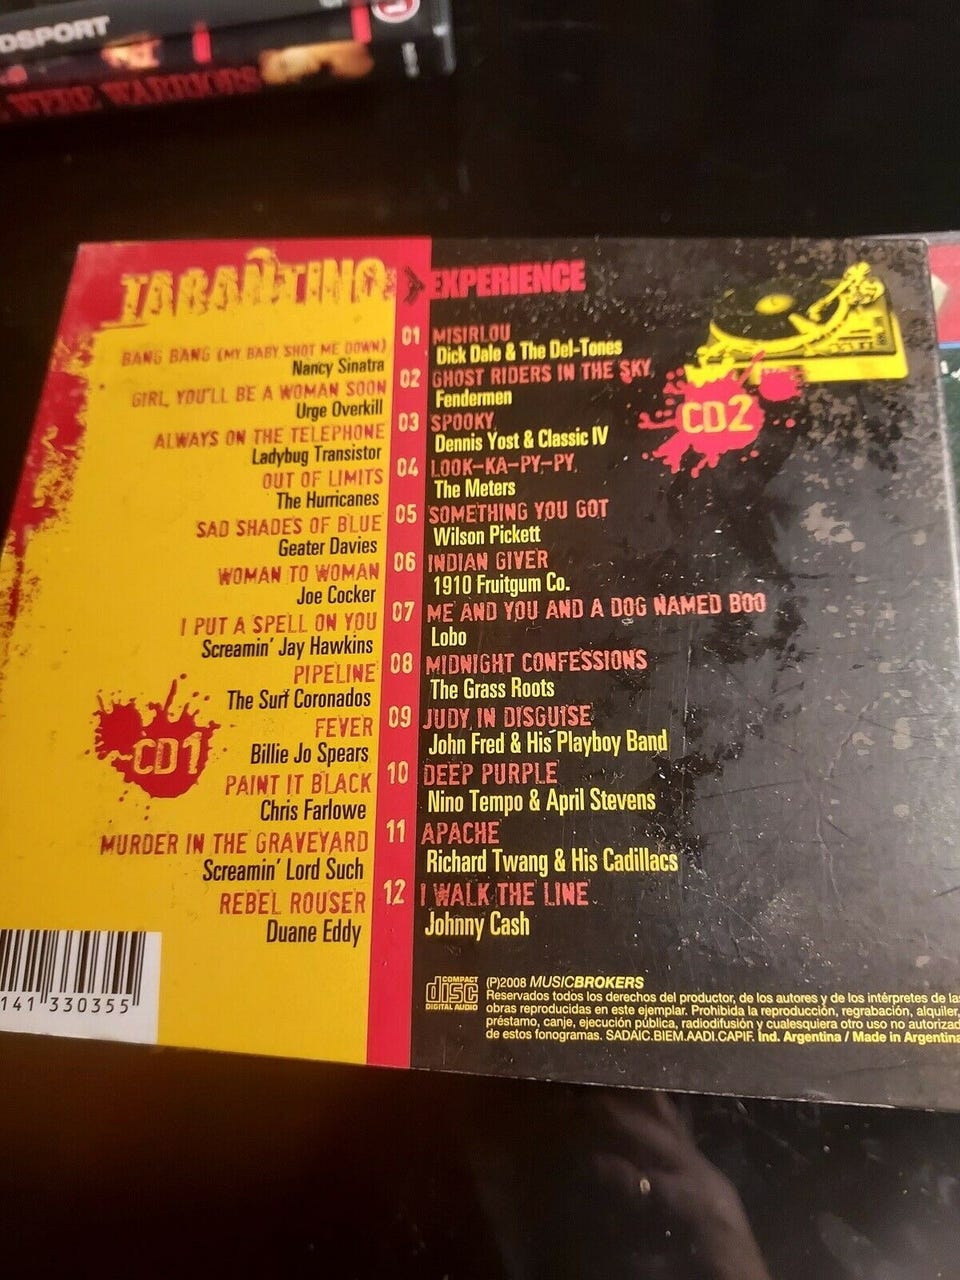 DSPORT
WERE WARRIORS
TARANTINO
EXPERIENCE
BANG BANG (MY BABY SHOT ME DOWN)
Nancy Sinatra
GIRL, YOU'LL BE A WOMAN SOON
Urge Overkill
ALWAYS ON THE TELEPHONE
Ladybug Transistor
OUT OF LIMITS
The Hurricanes
SAD SHADES OF BLUE
Geater Davies
WOMAN TO WOMAN
Joe Cocker
I PUT A SPELL ON YOU
Screamin' Jay Hawkins
PIPELINE
The Surf Coronados
FEVER
Billie Jo Spears
PAINT IT BLACK
Chris Farlowe
MURDER IN THE GRAVEYARD
Screamin' Lord Such
REBEL ROUSER
Duane Eddy
CD1
141 330355
01 MISIRLOU
Dick Dale & The Del-Tones
02 GHOST RIDERS IN THE SKY
Fendermen
03 SPOOKY
Dennis Yost & Classic IV
04 LOOK-KA-PY-PY
The Meters
05 SOMETHING YOU GOT
Wilson Pickett
06 INDIAN GIVER
1910 Fruitgum Co.
07 ME AND YOU AND A DOG NAMED BOO
Lobo
08 MIDNIGHT CONFESSIONS
The Grass Roots
09 JUDY IN DISGUISE
John Fred & His Playboy Band
10 DEEP PURPLE
Nino Tempo & April Stevens
11 APACHE
Richard Twang & His Cadillacs
12 I WALK THE LINE
Johnny Cash
CD2
COMPACT
disc
DIGITAL AUDIO
(P)2008 MUSICBROKERS
Reservados todos los derechos del productor, de los autores y de los intérpretes de las
obras reproducidas en este ejemplar. Prohibida la reproducción, regrabación, alquiler,
préstamo, canje, ejecución pública, radiodifusión y cualesquiera otro uso no autorizad
de estos fonogramas. SADAIC.BIEM.AADI.CAPIF. Ind. Argentina / Made in Argentina